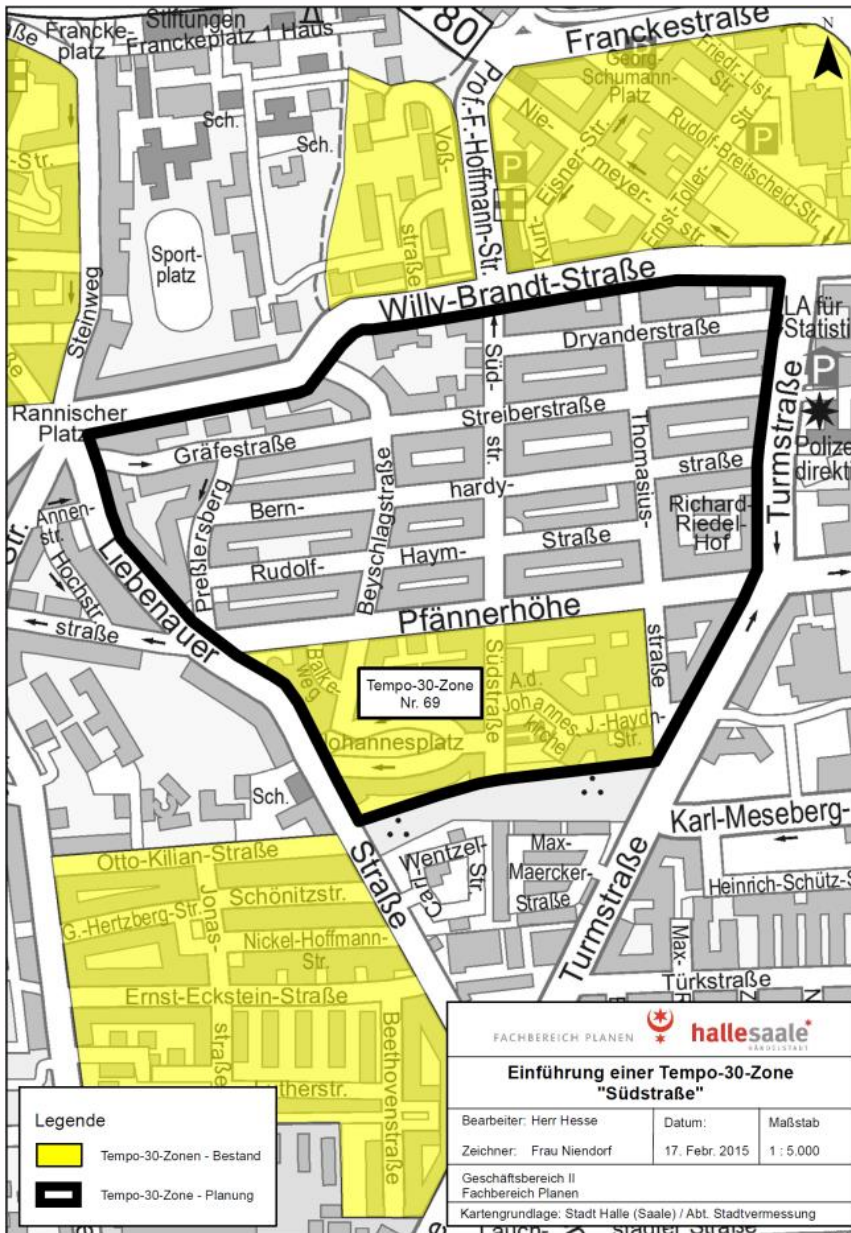 Francke-
platz
Stiftungen
Franckeplatz 1 Haus
80
Franckestraße
N
Sch.
Sch.
Sport-
platz
Steinweg
-Str.
Voß-
straße
Prof.-F.-Hoffmann-Str.
P
Georg-
Schumann-
Platz
Friedr.-List-
Str.
Nie-
meyer-
Kurt-
Eisner-Str.
Ernst-Toller-
str.
Rudolf-Breitscheid-Str.
P
P
Willy-Brandt-Straße
LA für
Statisti
P
Polize
direkti
Turmstraße
Rannischer
Platz
Dryanderstraße
Süd-
str.
Streiberstraße
Gräfestraße
Thomasius-
straße
Bern-
hardy-
straße
Preßlersberg
Beyschlagstraße
Rudolf-
Haym-
Straße
Richard-
Riedel-
Hof
Annen-
str.
Hochstr.
Str.
straße
Liebenauer
Straße
Pfännerhöhe
Balke-
weg
Tempo-30-Zone
Nr. 69
Südstraße
A.d.
Johannes-
kirche
J.-Haydn-
Str.
Johannesplatz
Sch.
Karl-Meseberg-
Carl-
Wentzel-
Str.
Max-
Maercker-
Straße
Heinrich-Schütz-S
Turmstraße
Max-
Türkstraße
Otto-Kilian-Straße
Jonas-
straße
Schönitzstr.
G.-Hertzberg-Str.
Nickel-Hoffmann-
Str.
Ernst-Eckstein-Straße
Beethovenstraße
utherstr.
Legende
Tempo-30-Zonen - Bestand
Tempo-30-Zone - Planung
FACHBEREICH PLANEN
hallesaale*
HÄNDELSTADT
Einführung einer Tempo-30-Zone
"Südstraße"
Bearbeiter: Herr Hesse
Datum:
Maßstab
Zeichner: Frau Niendorf
17. Febr. 2015
1 : 5.000
Geschäftsbereich II
Fachbereich Planen
Kartengrundlage: Stadt Halle (Saale) / Abt. Stadtvermessung